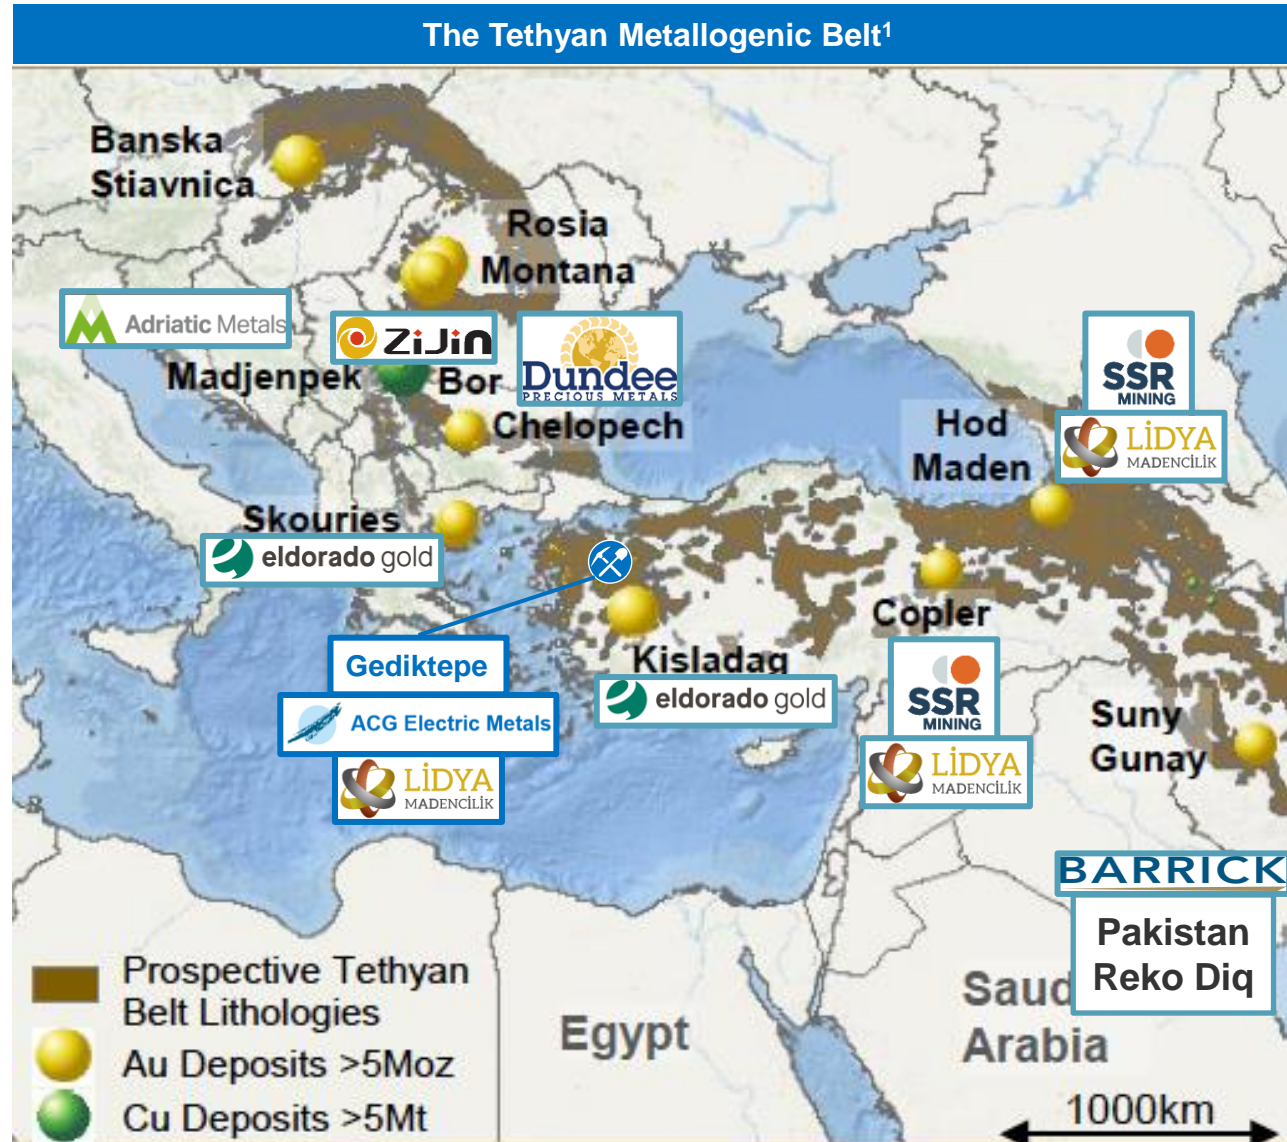 The Tethyan Metallogenic Belt1
Banska
Stiavnica
Rosia
Montana
Adriatic Metals
ZiJin
Dundee
PRECIOUS METALS
Madjenpek
Bor
Chelopech
SSR
MINING
LİDYA
MADENCİLİK
Hod
Maden
Skouries
eldorado gold
Copler
Gediktepe
Kisladag
eldorado gold
SSR
MINING
ACG Electric Metals
LİDYA
MADENCİLİK
LİDYA
MADENCİLİK
Suny
Gunay
BARRICK
Pakistan
Reko Diq
Prospective Tethyan
Belt Lithologies
Au Deposits >5Moz
Cu Deposits >5Mt
Egypt
Saud
Arabia
1000km